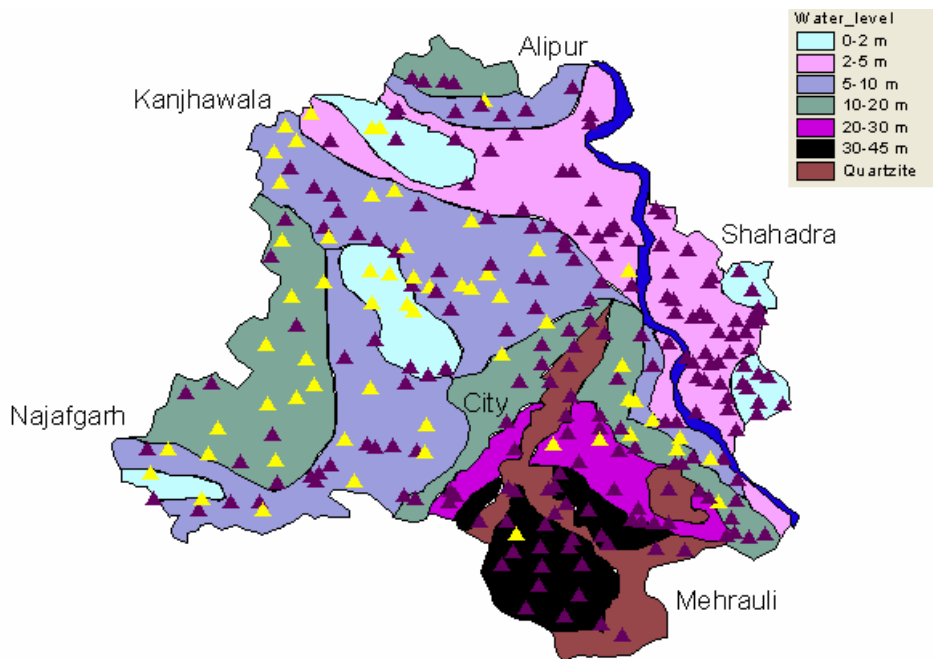 Alipur
Kanjhawala
Shahadra
Najafgarh
City
Mehrauli
Water_level
0-2 m
2-5 m
5-10 m
10-20 m
20-30 m
30-45 m
Quartzite